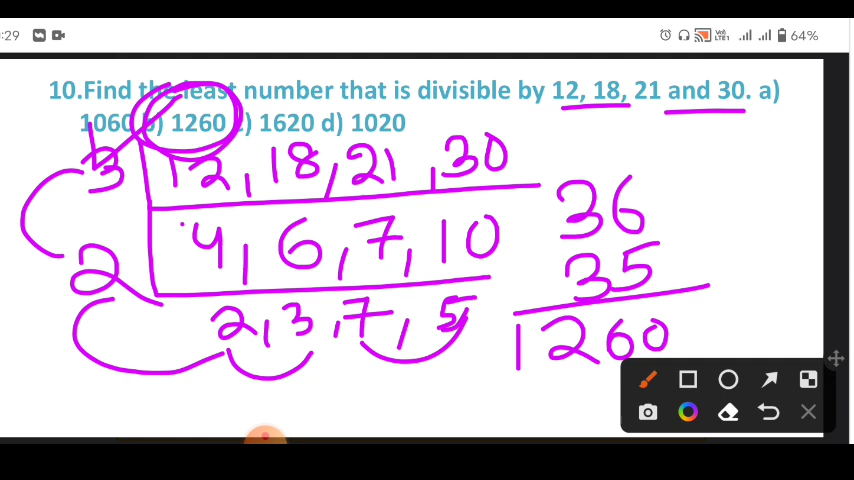 :29 64%
10.Find the least number that is divisible by 12, 18, 21 and 30. a)
1060 b) 1260 c) 1620 d) 1020
3 12, 18, 21, 30
2 4, 6, 7, 10
2, 3, 7, 5
36
35
1260